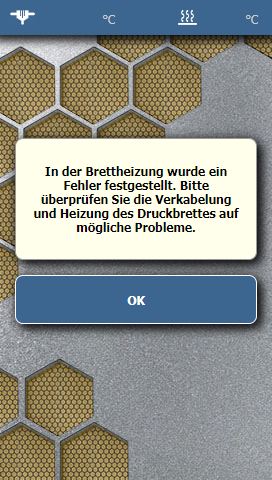 °C °C
In der Brettheizung wurde ein
Fehler festgestellt. Bitte
überprüfen Sie die Verkabelung
und Heizung des Druckbrettes auf
mögliche Probleme.
OK